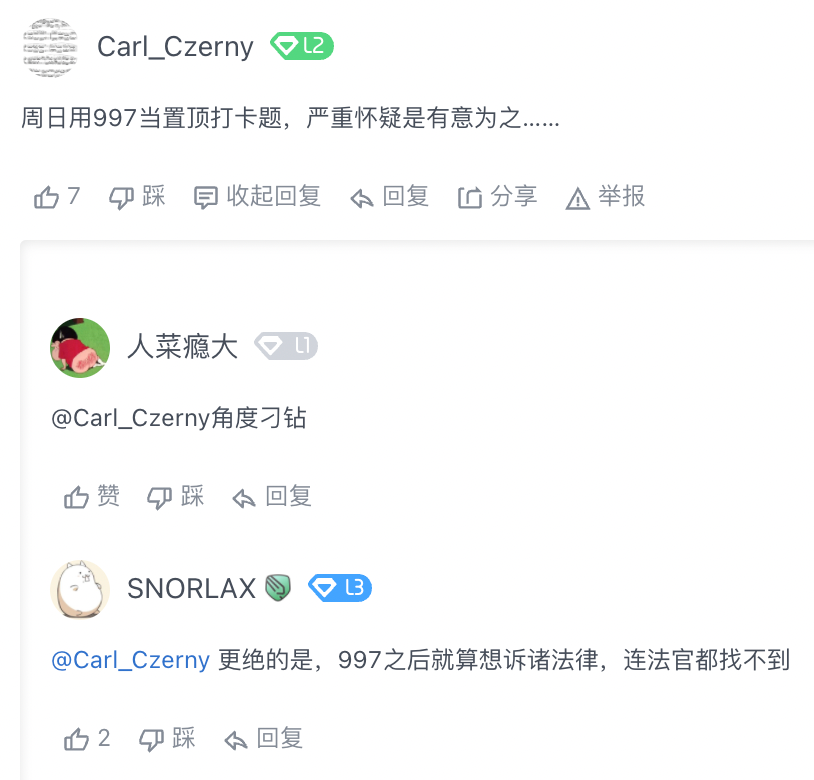 Carl_Czerny L2
周日用997当置顶打卡题，严重怀疑是有意为之......
7 踩 收起回复 回复 分享 举报
人菜瘾大 L1
@Carl_Czerny角度刁钻
赞 踩 回复
SNORLAX L3
@Carl_Czerny 更绝的是，997之后就算想诉诸法律，连法官都找不到
2 踩 回复